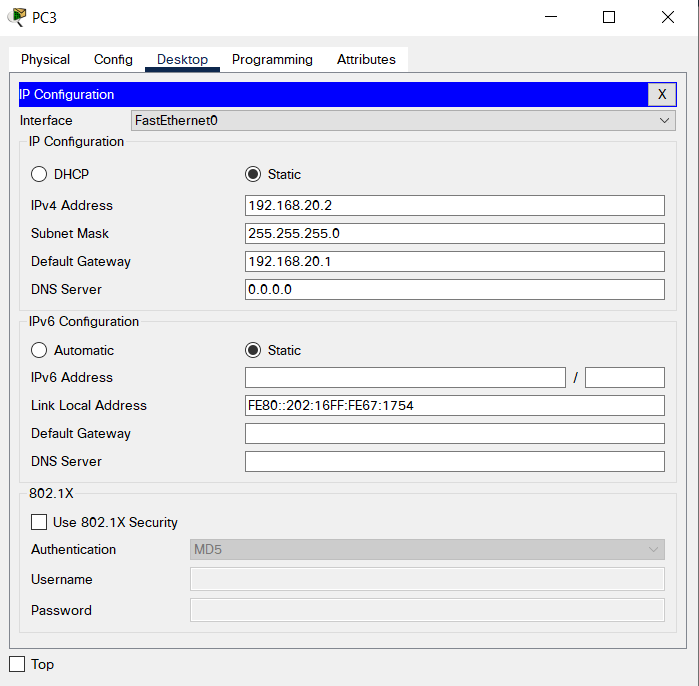 PC3
Physical Config Desktop Programming Attributes
IP Configuration X
Interface FastEthernet0
IP Configuration
DHCP Static
IPv4 Address 192.168.20.2
Subnet Mask 255.255.255.0
Default Gateway 192.168.20.1
DNS Server 0.0.0.0
IPv6 Configuration
Automatic Static
IPv6 Address /
Link Local Address FE80::202:16FF:FE67:1754
Default Gateway
DNS Server
802.1X
Use 802.1X Security
Authentication MD5
Username
Password
Top